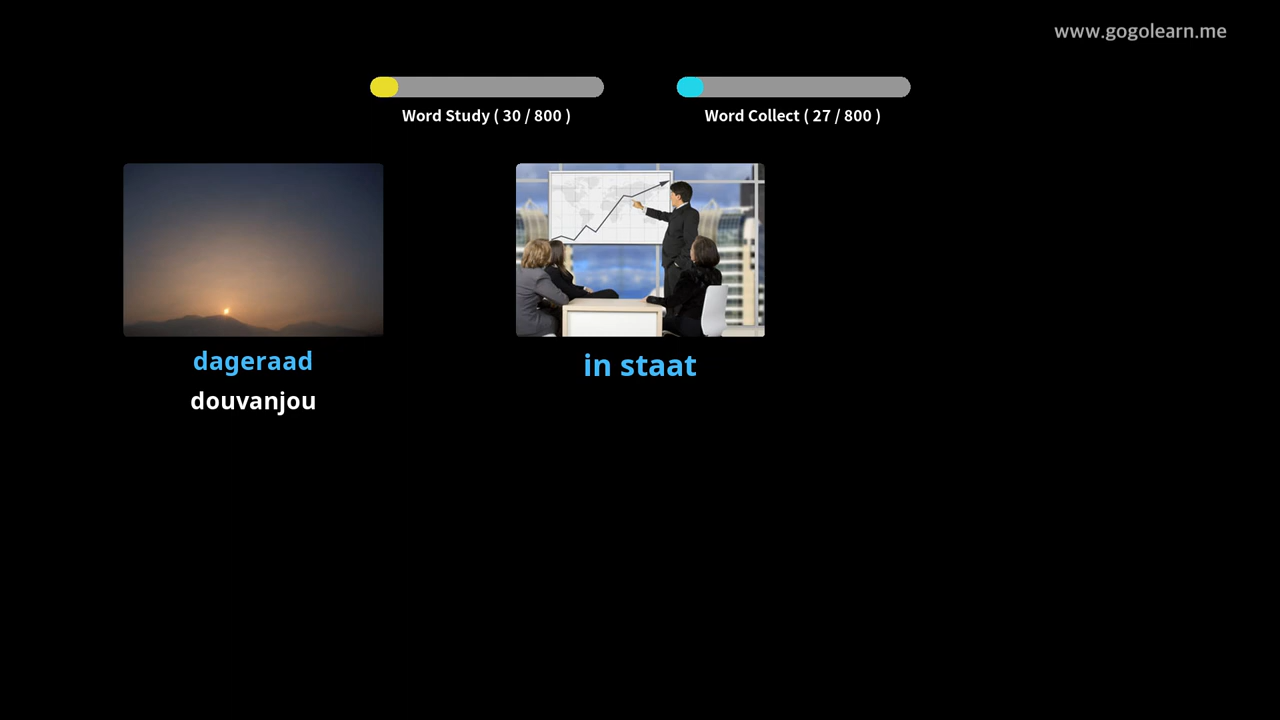 www.gogolearn.me
Word Study ( 30 / 800 )
Word Collect ( 27 / 800 )
dageraad
douvanjou
in staat